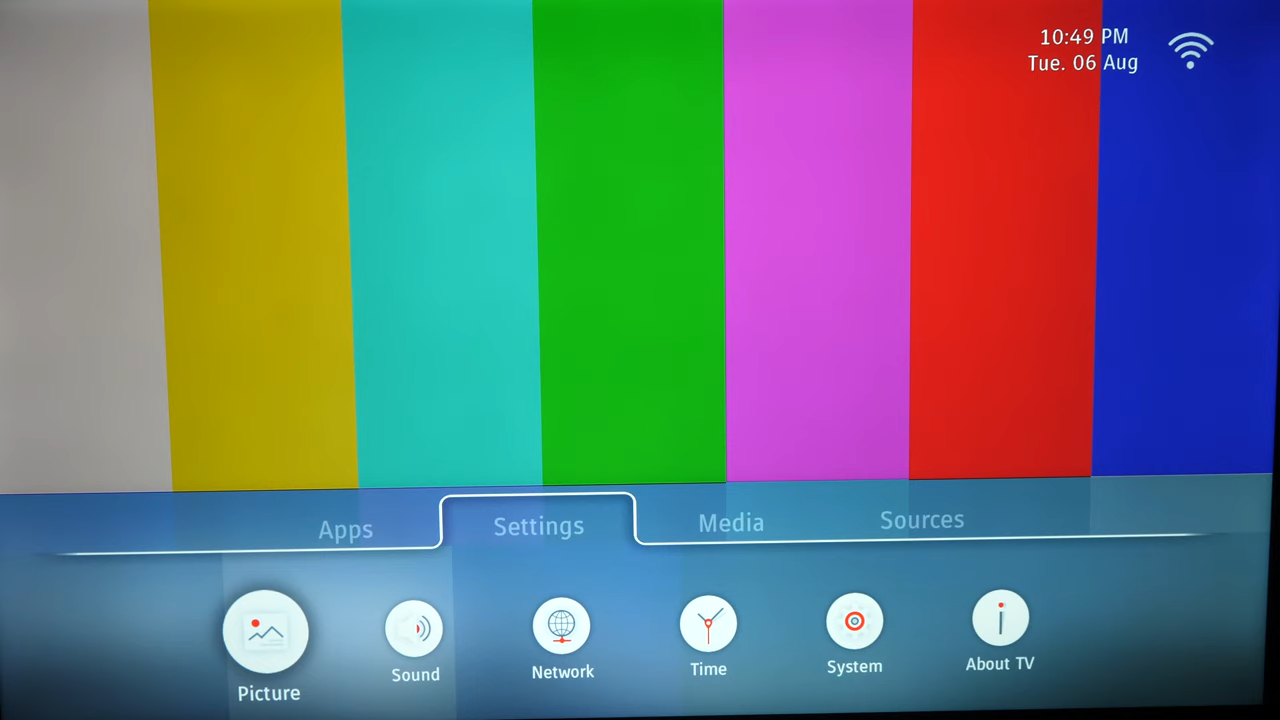 10:49 PM
Tue. 06 Aug
Apps
Settings
Media
Sources
Picture
Sound
Network
Time
System
About TV